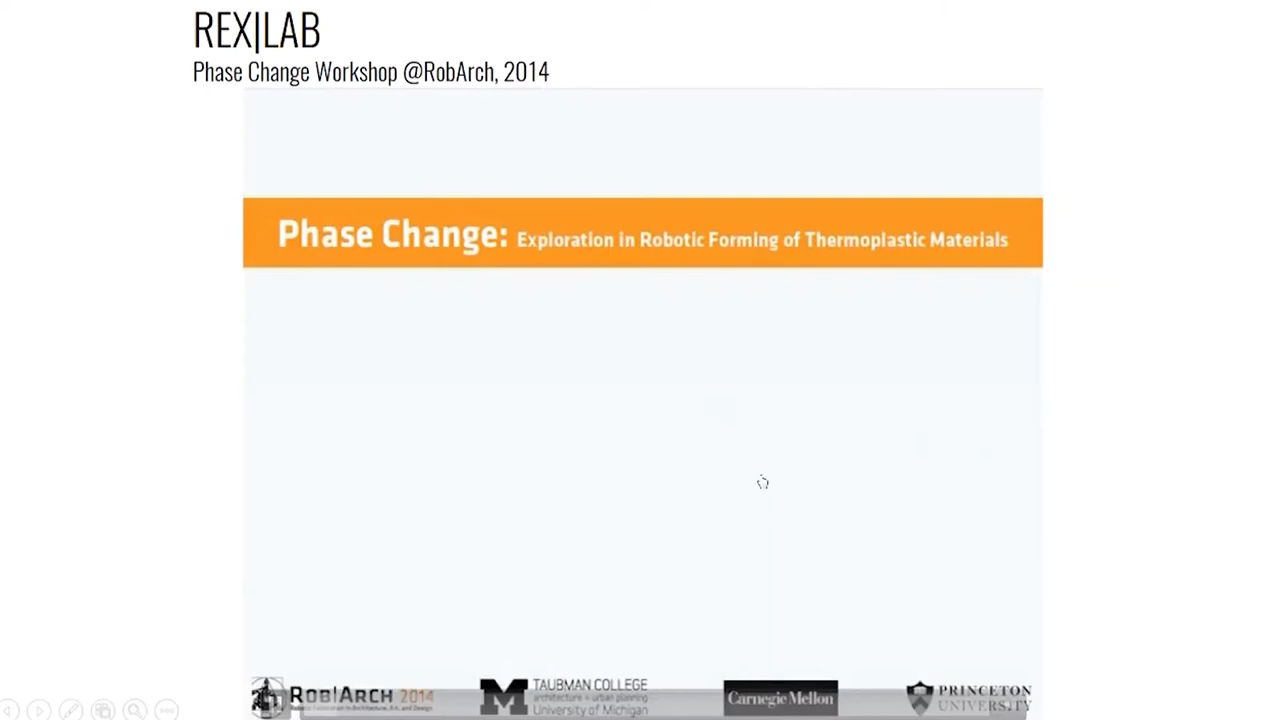 REX|LAB
Phase Change Workshop @RobArch, 2014
Phase Change: Exploration in Robotic Forming of Thermoplastic Materials
ROB|ARCH 2014
TAUBMAN COLLEGE
architecture + urban planning
University of Michigan
Carnegie Mellon
PRINCETON
UNIVERSITY